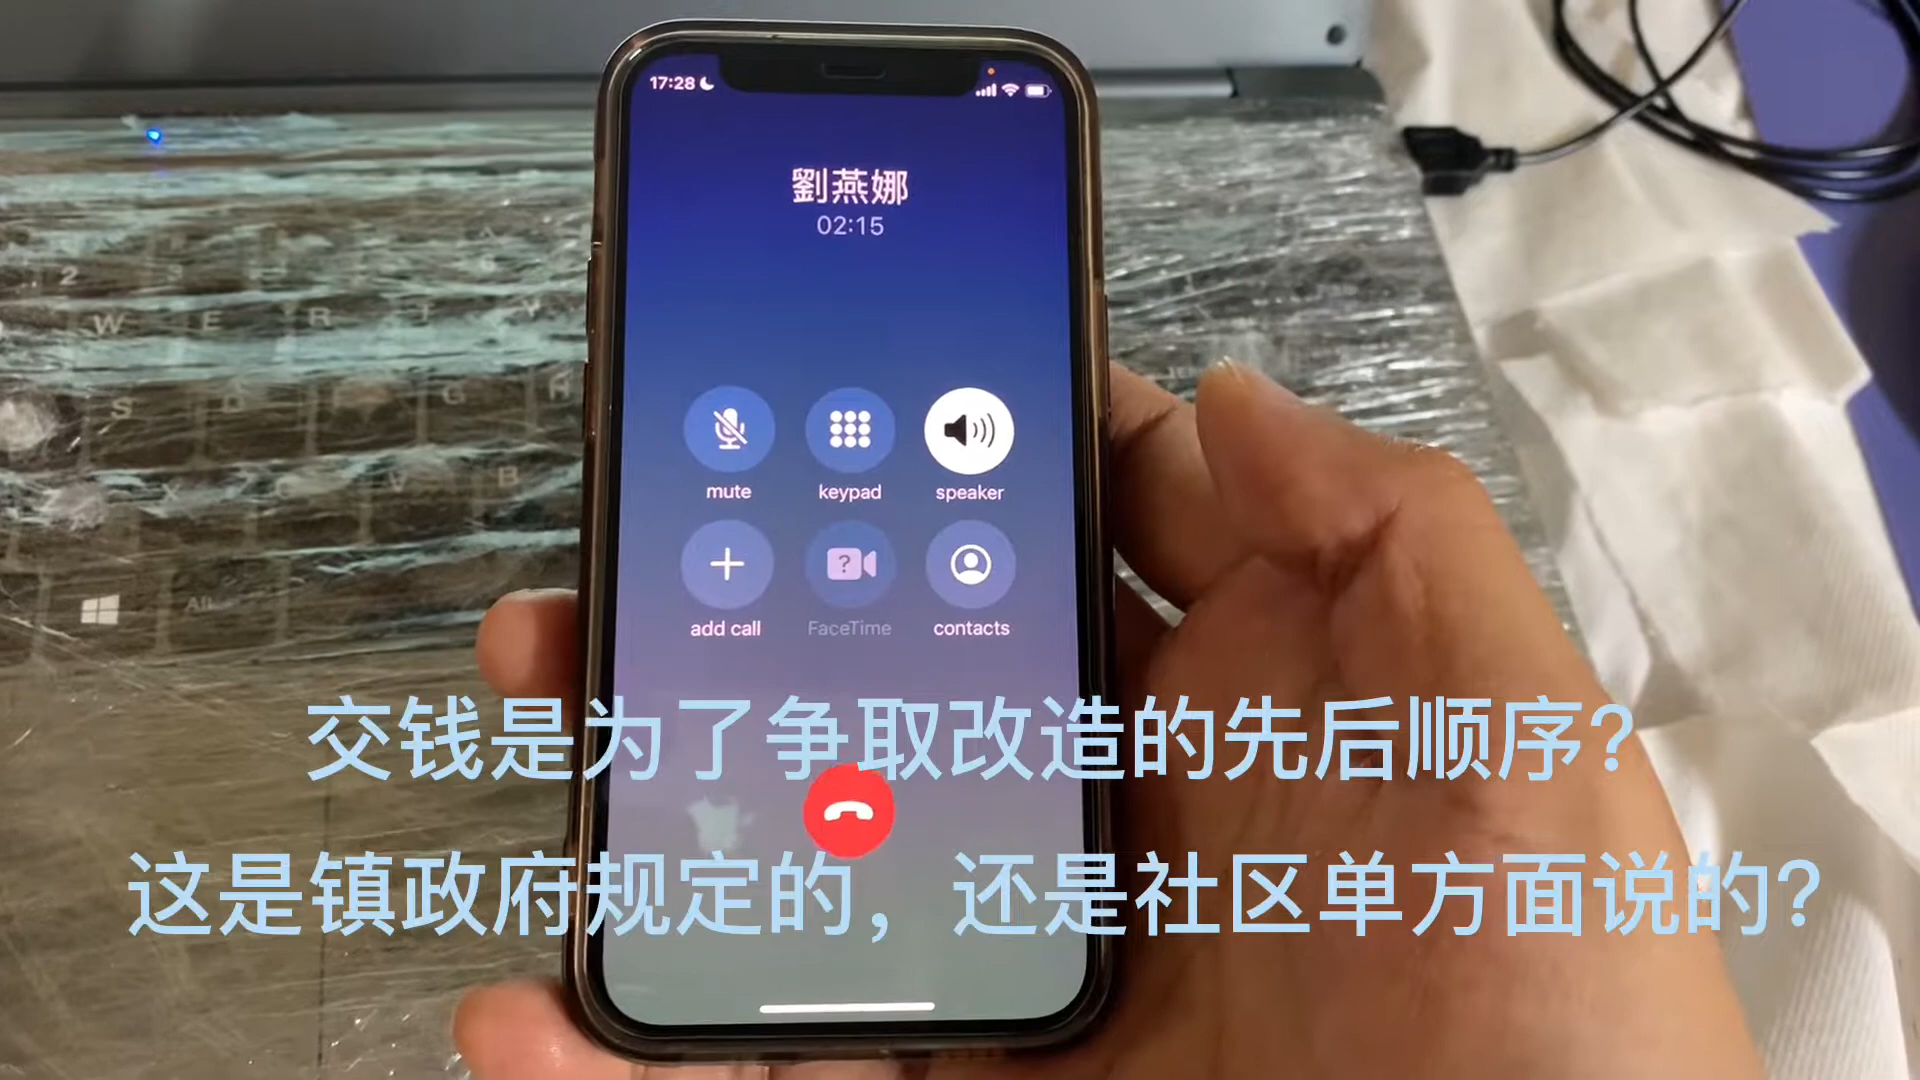 17:28
劉燕娜
02:15
mute keypad speaker
add call FaceTime contacts
交钱是为了争取改造的先后顺序?
这是镇政府规定的，还是社区单方面说的?
2
W E R T Y
S D G H
X C V B
Alt